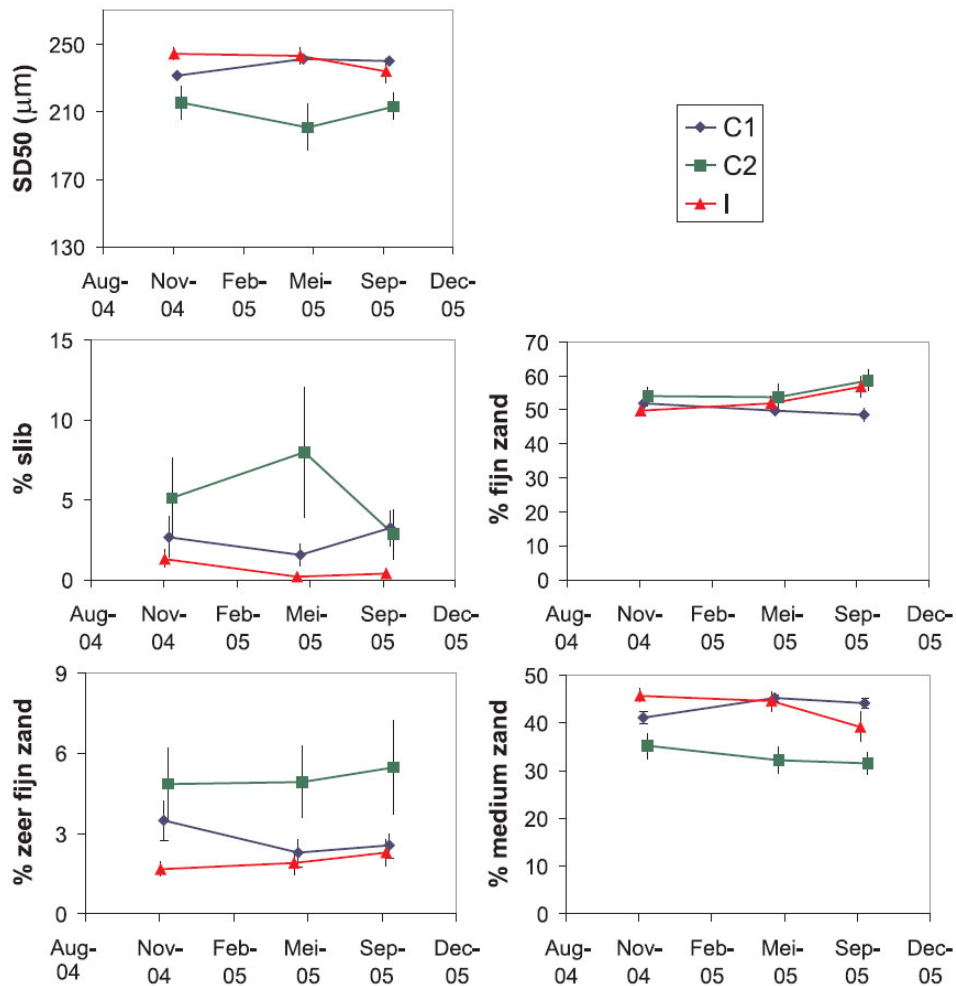 SD50 (μm)
250
210
170
130
Aug-04
Nov-04
Feb-05
Mei-05
Sep-05
Dec-05
C1
C2
I
% slib
15
10
5
0
Aug-04
Nov-04
Feb-05
Mei-05
Sep-05
Dec-05
% fijn zand
70
60
50
40
30
20
10
0
Aug-04
Nov-04
Feb-05
Mei-05
Sep-05
Dec-05
% zeer fijn zand
9
6
3
0
Aug-04
Nov-04
Feb-05
Mei-05
Sep-05
Dec-05
% medium zand
50
40
30
20
10
0
Aug-04
Nov-04
Feb-05
Mei-05
Sep-05
Dec-05